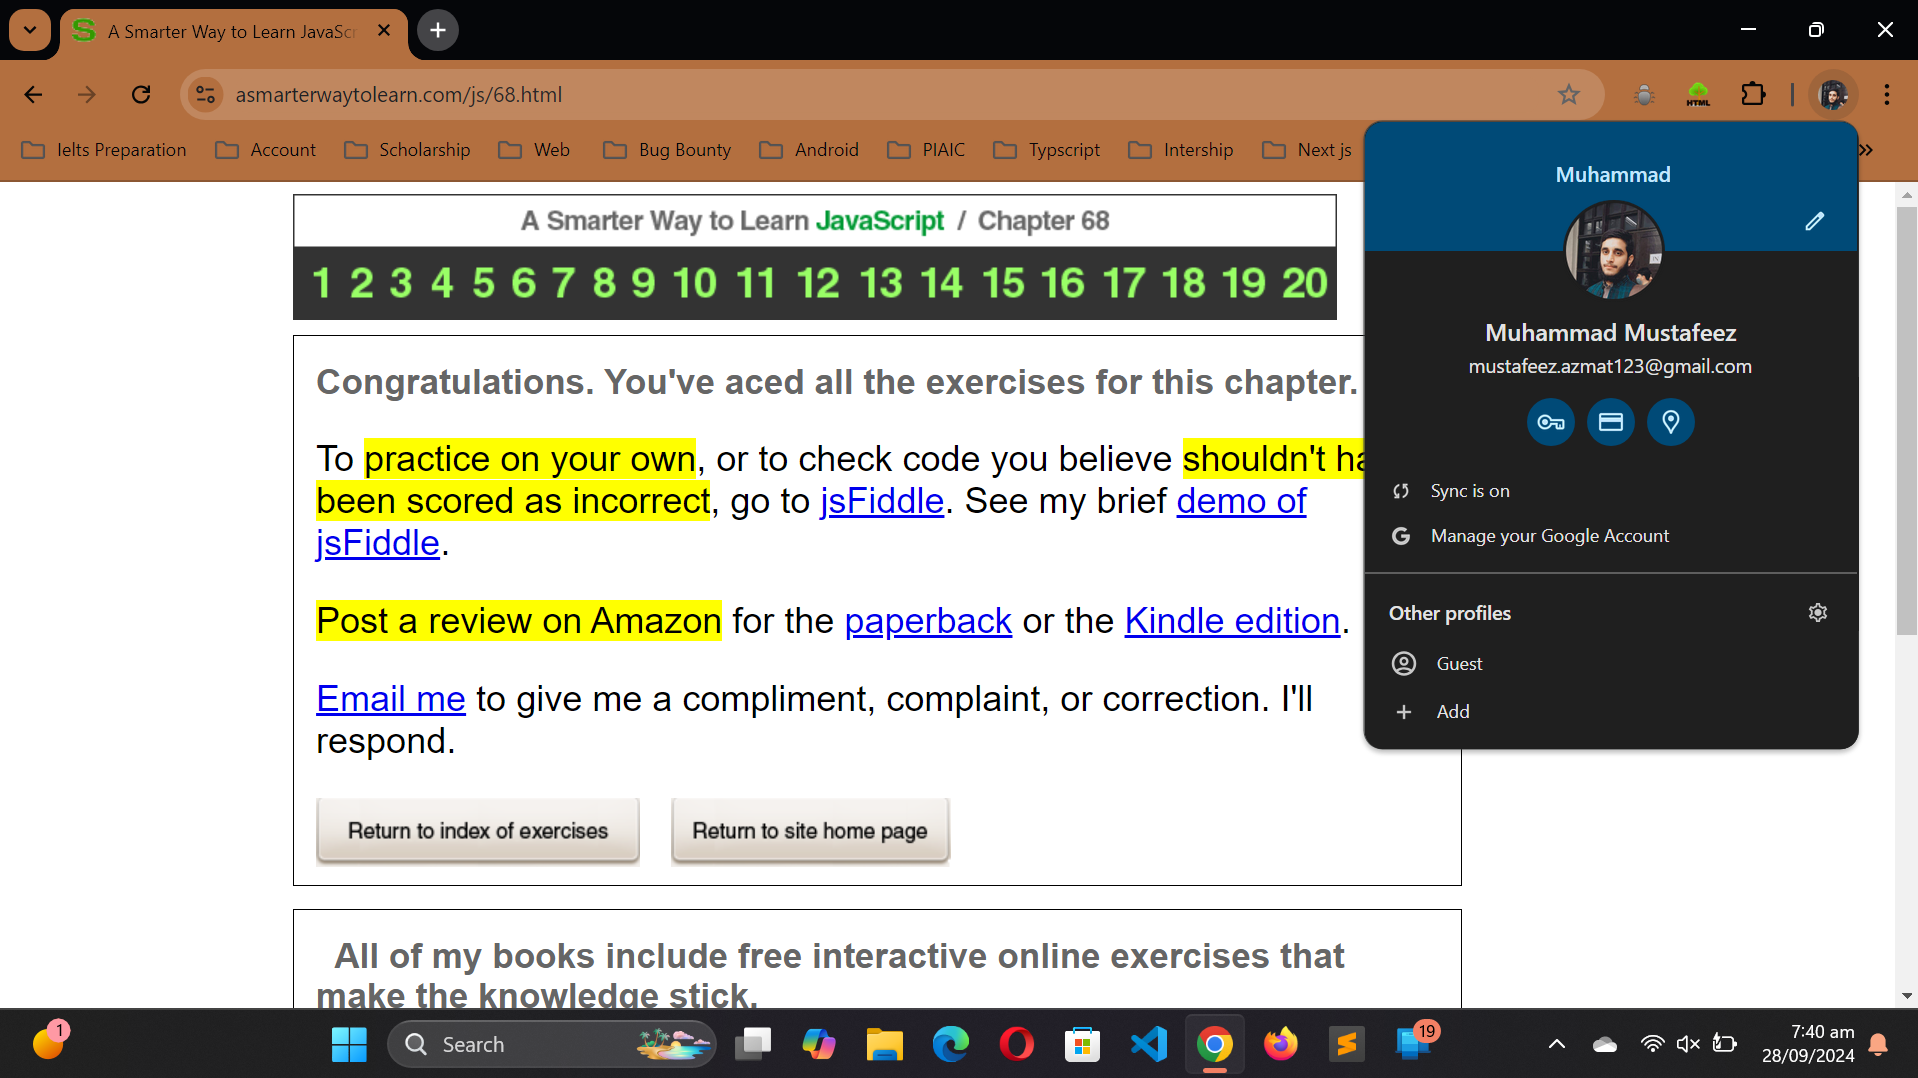 A Smarter Way to Learn JavaScr
asmarterwaytolearn.com/js/68.html
HTML
Ielts Preparation
Account
Scholarship
Web
Bug Bounty
Android
PIAIC
Typscript
Intership
Next js
A Smarter Way to Learn JavaScript / Chapter 68
1 2 3 4 5 6 7 8 9 10 11 12 13 14 15 16 17 18 19 20
Congratulations. You've aced all the exercises for this chapter.
To practice on your own, or to check code you believe shouldn't ha
been scored as incorrect, go to jsFiddle. See my brief demo of
jsFiddle.
Post a review on Amazon for the paperback or the Kindle edition.
Email me to give me a compliment, complaint, or correction. I'll
respond.
Return to index of exercises
Return to site home page
All of my books include free interactive online exercises that
make the knowledge stick.
Muhammad
Muhammad Mustafeez
mustafeez.azmat123@gmail.com
Sync is on
Manage your Google Account
Other profiles
Guest
Add
1
Search
19
7:40 am
28/09/2024